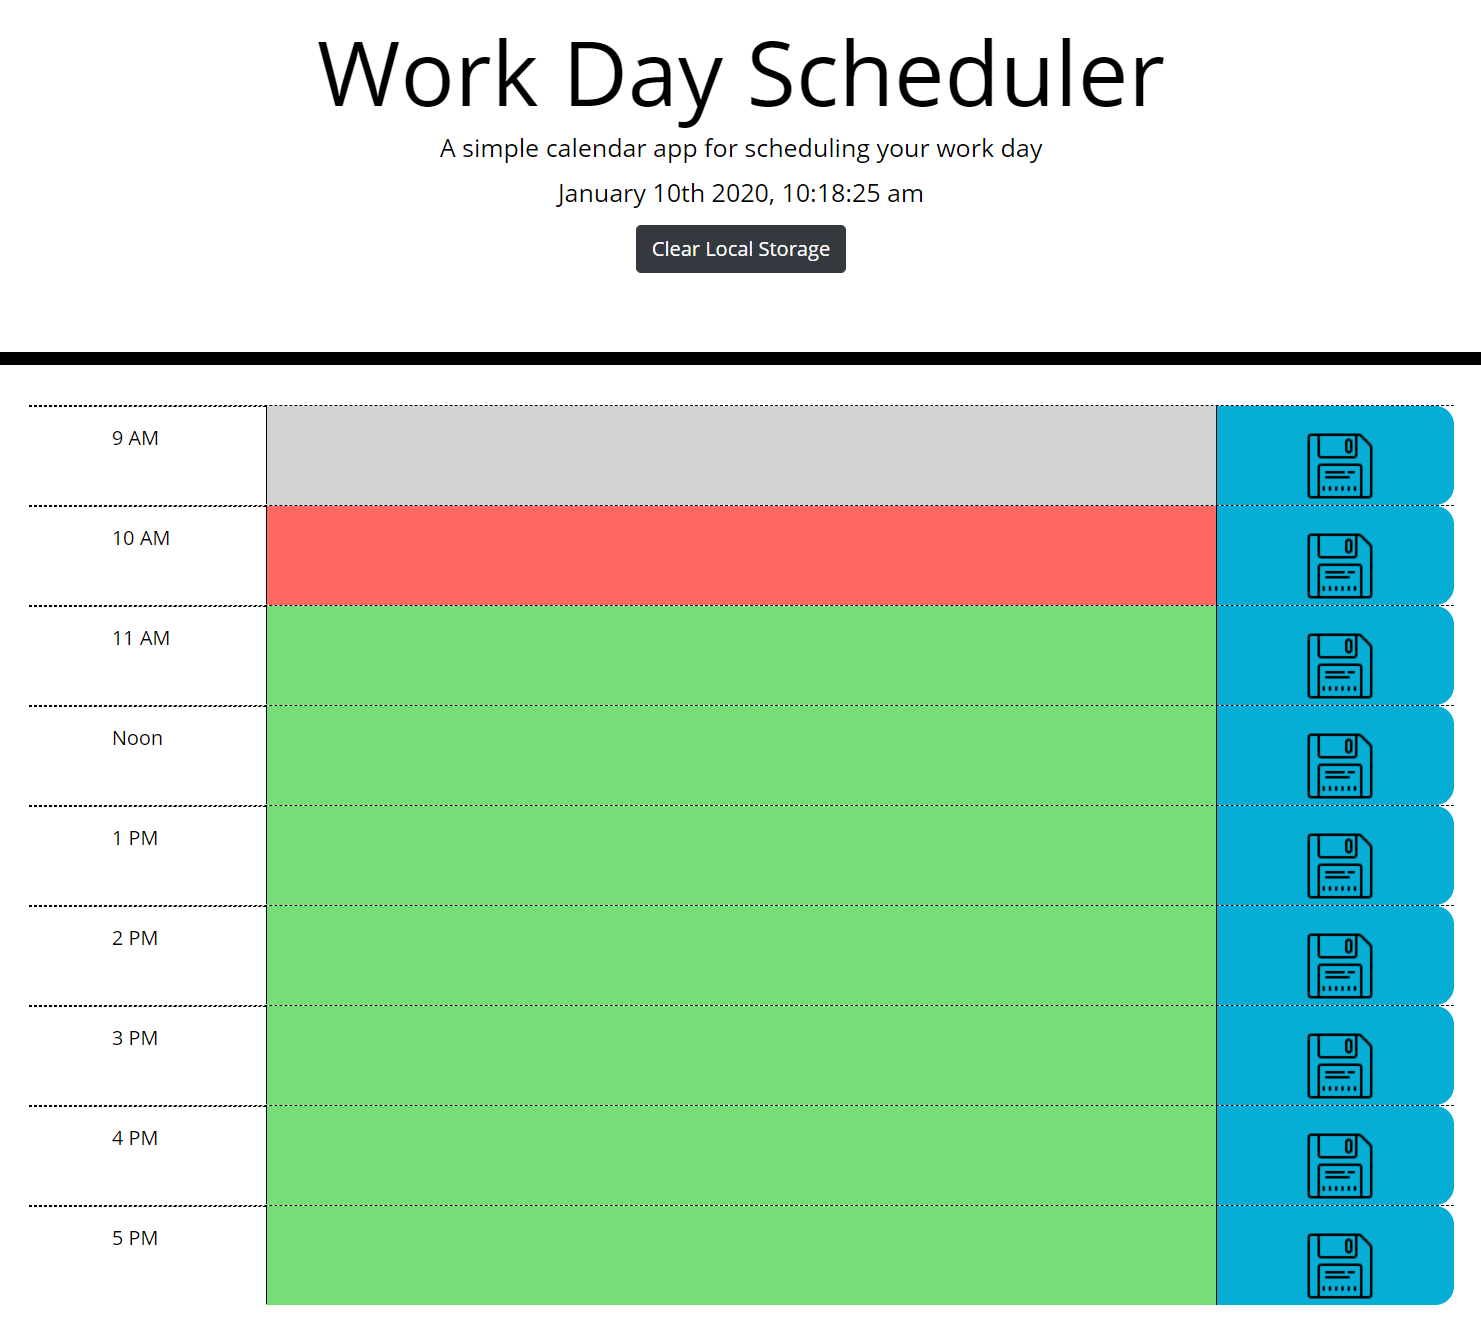 Work Day Scheduler
A simple calendar app for scheduling your work day
January 10th 2020, 10:18:25 am
Clear Local Storage
9 AM
10 AM
11 AM
Noon
1 PM
2 PM
3 PM
4 PM
5 PM